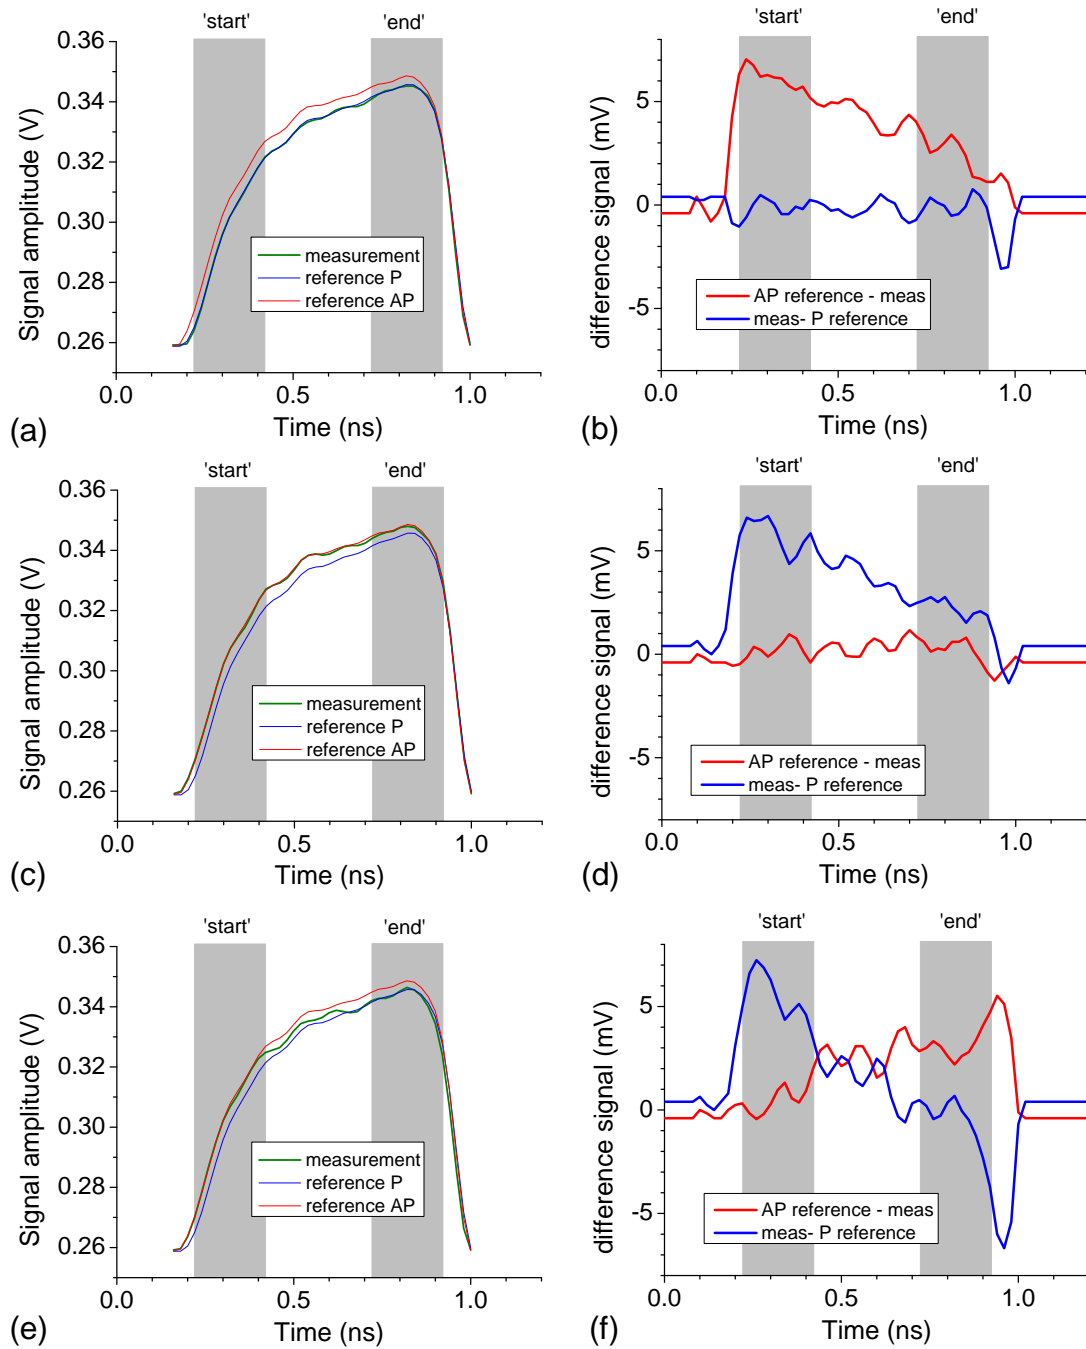 'start' 'end'
0.36
0.34
0.32
0.30
0.28
0.26
Signal amplitude (V)
measurement
reference P
reference AP
0.0 0.5 1.0
Time (ns)
(a)
'start' 'end'
5
0
-5
difference signal (mV)
AP reference - meas
meas- P reference
0.0 0.5 1.0
Time (ns)
(b)
'start' 'end'
0.36
0.34
0.32
0.30
0.28
0.26
Signal amplitude (V)
measurement
reference P
reference AP
0.0 0.5 1.0
Time (ns)
(c)
'start' 'end'
5
0
-5
difference signal (mV)
AP reference - meas
meas- P reference
0.0 0.5 1.0
Time (ns)
(d)
'start' 'end'
0.36
0.34
0.32
0.30
0.28
0.26
Signal amplitude (V)
measurement
reference P
reference AP
0.0 0.5 1.0
Time (ns)
(e)
'start' 'end'
5
0
-5
difference signal (mV)
AP reference - meas
meas- P reference
0.0 0.5 1.0
Time (ns)
(f)